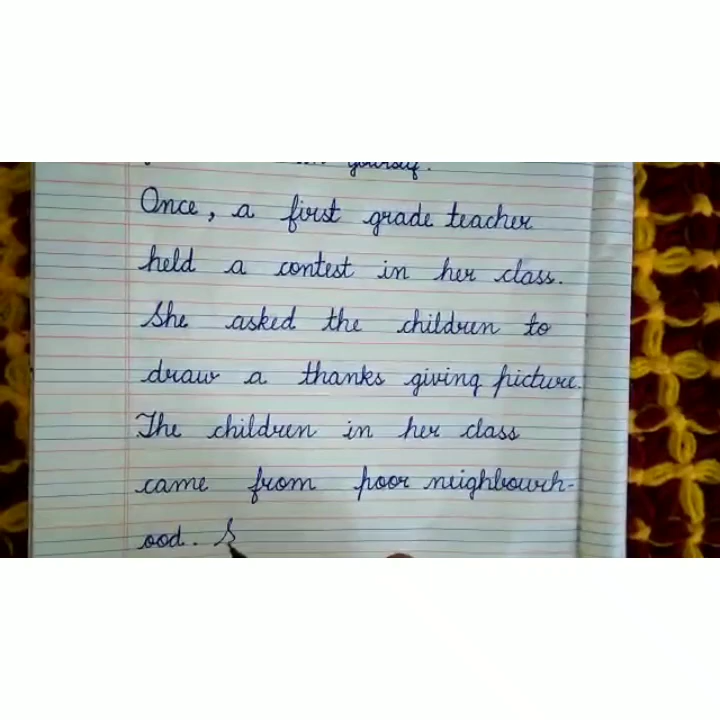 yourself.
Once, a first grade teacher
held a contest in her class.
She asked the children to
draw a thanks giving picture.
The children in her class
came from poor neighbourh-
ood. S